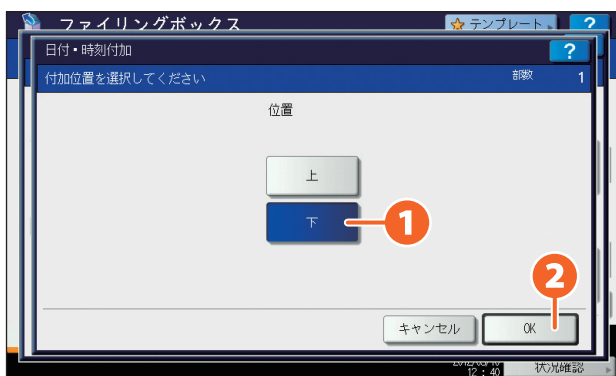 ファイリングボックス
テンプレート
?
日付・時刻付加
?
付加位置を選択してください
部数 1
位置
上
下
1
2
キャンセル
OK
12 : 40
状況確認